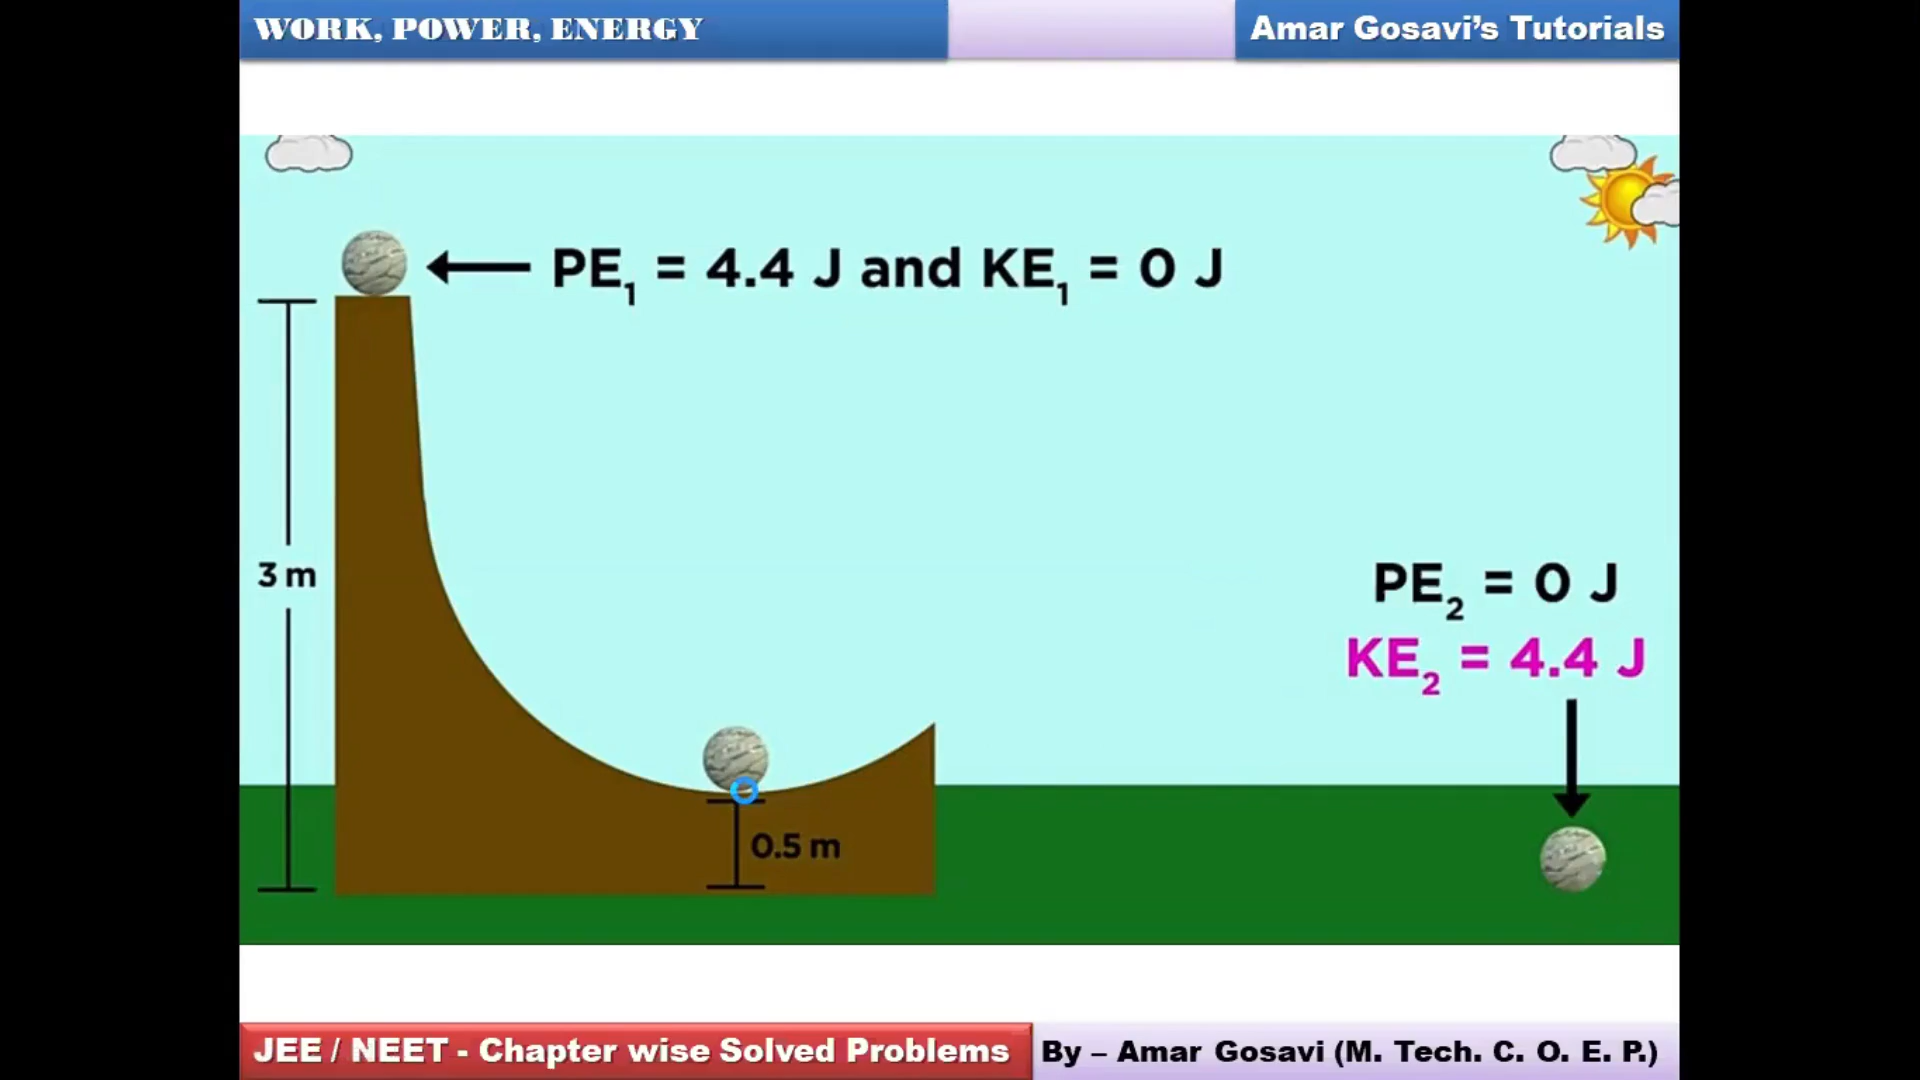 WORK, POWER, ENERGY
Amar Gosavi’s Tutorials
PE₁ = 4.4 J and KE₁ = 0 J
3 m
PE₂ = 0 J
KE₂ = 4.4 J
0.5 m
JEE / NEET - Chapter wise Solved Problems
By – Amar Gosavi (M. Tech. C. O. E. P.)